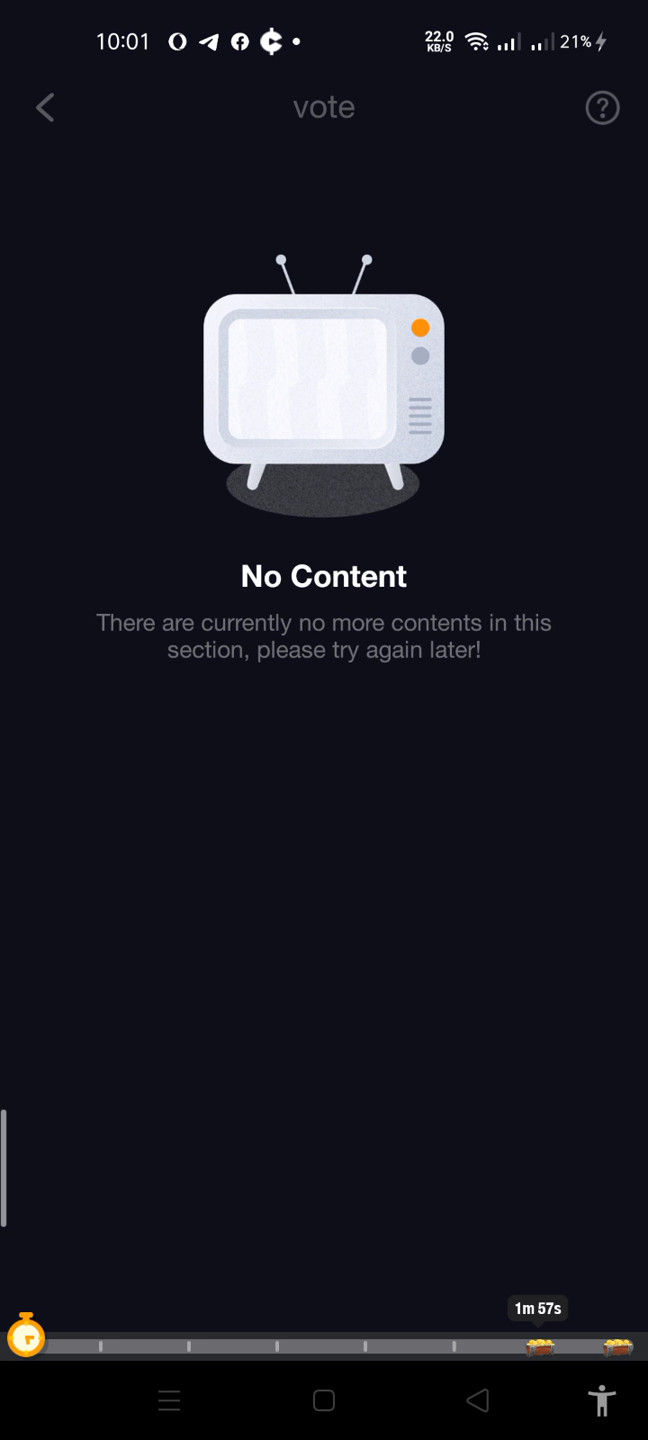 10:01
22.0
KB/S
21%
vote
No Content
There are currently no more contents in this
section, please try again later!
1m 57s